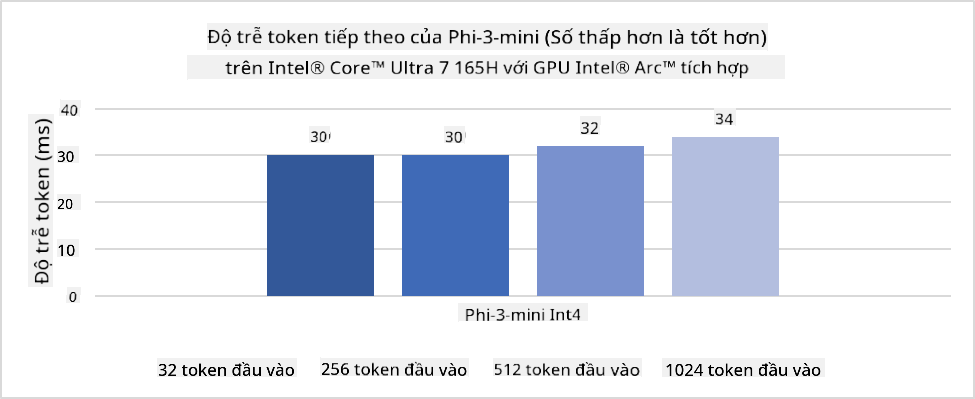 Độ trễ token tiếp theo của Phi-3-mini (Số thấp hơn là tốt hơn)
trên Intel® Core™ Ultra 7 165H với GPU Intel® Arc™ tích hợp
Độ trễ token (ms)
40
30
20
10
0
30
30
32
34
Phi-3-mini Int4
32 token đầu vào
256 token đầu vào
512 token đầu vào
1024 token đầu vào